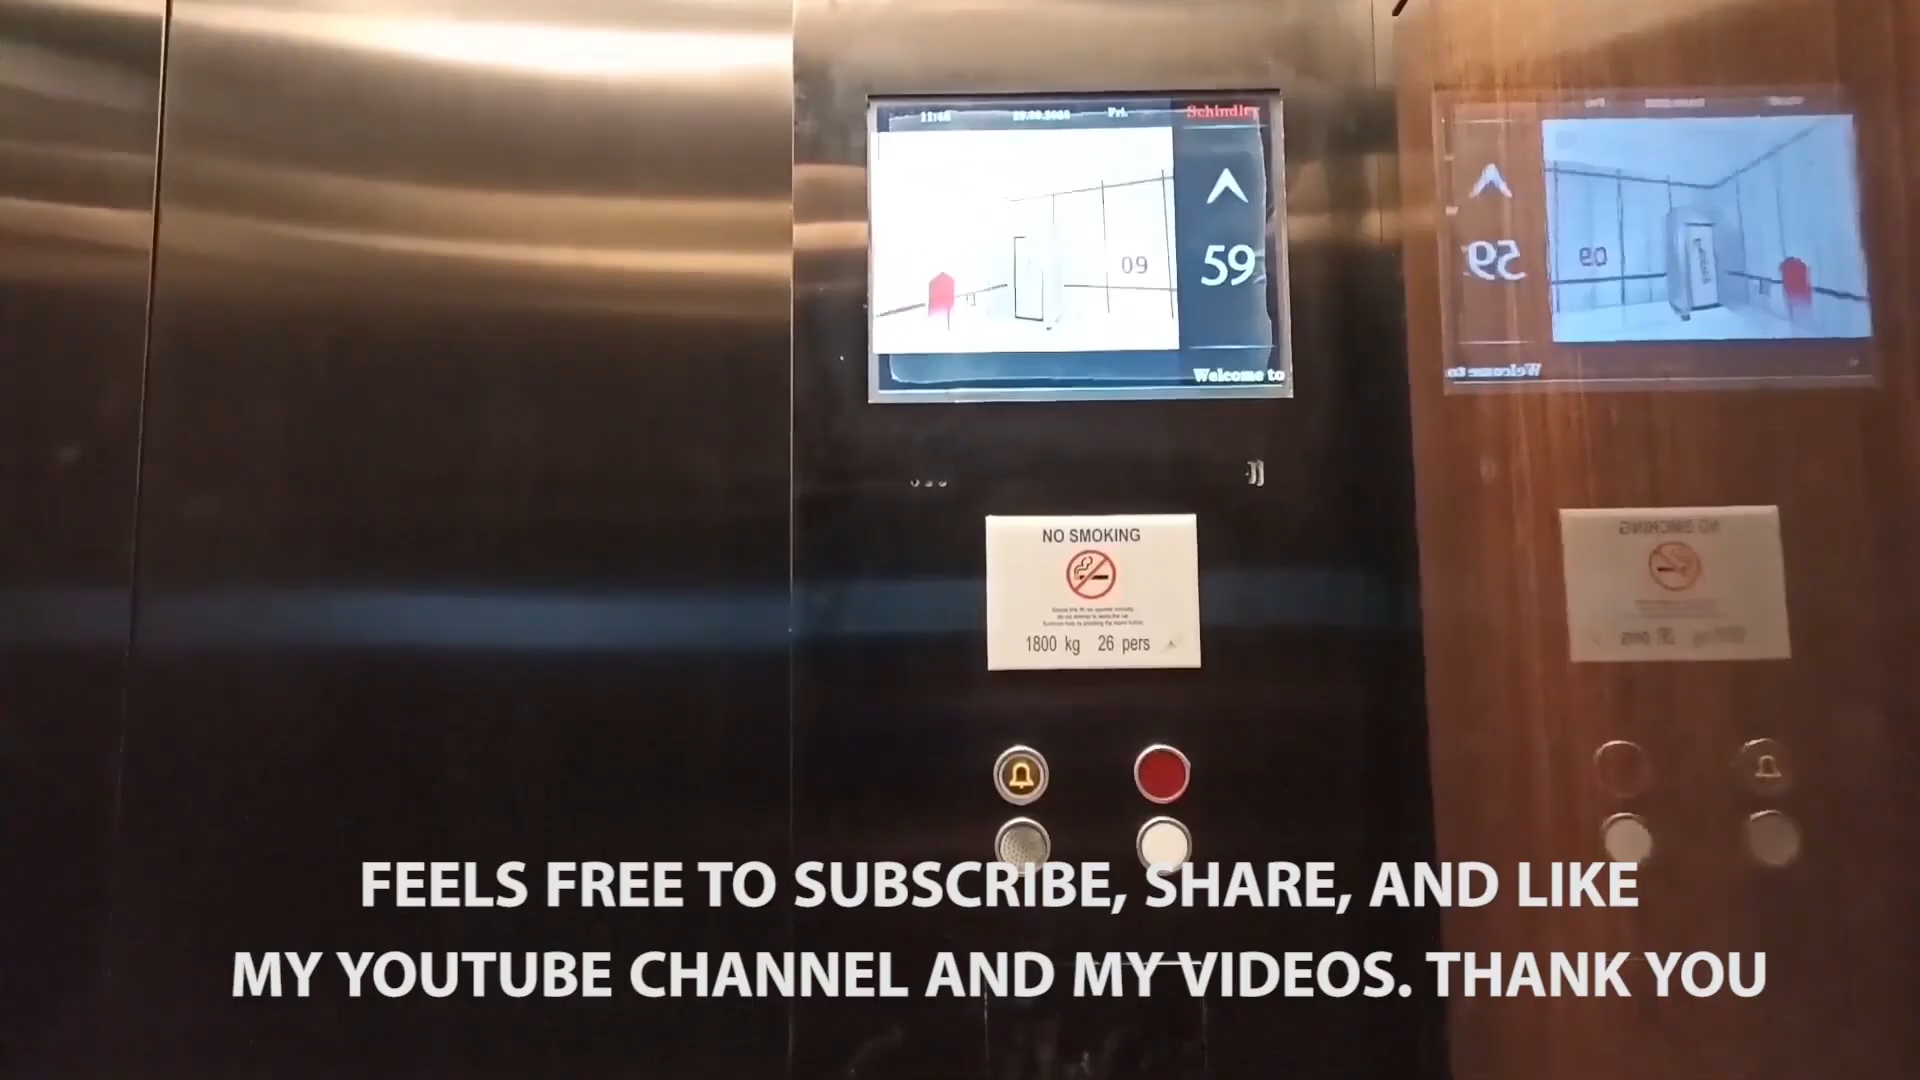 Fri.
Schindler
09
59
Welcome to
NO SMOKING
1800 kg 26 pers
FEELS FREE TO SUBSCRIBE, SHARE, AND LIKE
MY YOUTUBE CHANNEL AND MY VIDEOS. THANK YOU